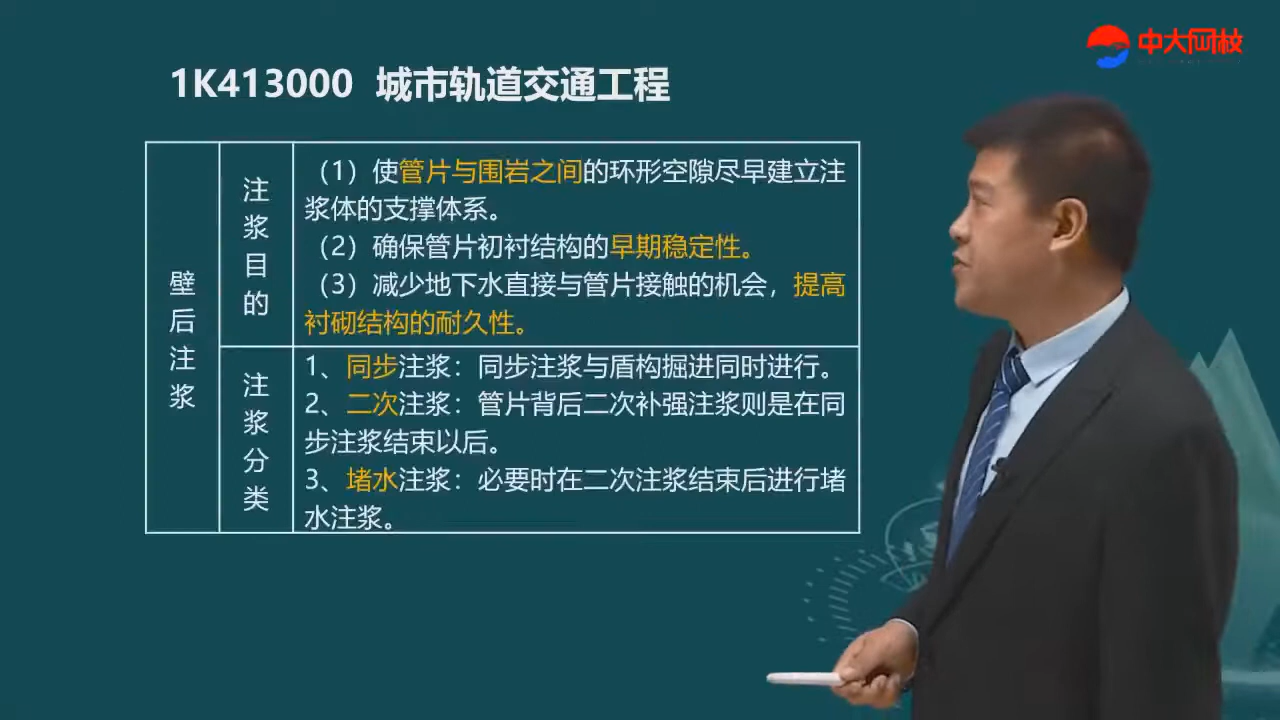 中大网校
1K413000 城市轨道交通工程
壁后注浆
注浆目的
（1）使管片与围岩之间的环形空隙尽早建立注
浆体的支撑体系。
（2）确保管片初衬结构的早期稳定性。
（3）减少地下水直接与管片接触的机会，提高
衬砌结构的耐久性。
注浆分类
1、同步注浆：同步注浆与盾构掘进同时进行。
2、二次注浆：管片背后二次补强注浆则是在同
步注浆结束以后。
3、堵水注浆：必要时在二次注浆结束后进行堵
水注浆。